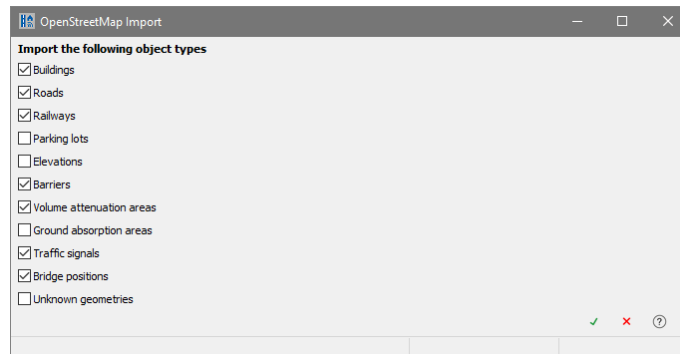 OpenStreetMap Import
Import the following object types
Buildings
Roads
Railways
Parking lots
Elevations
Barriers
Volume attenuation areas
Ground absorption areas
Traffic signals
Bridge positions
Unknown geometries